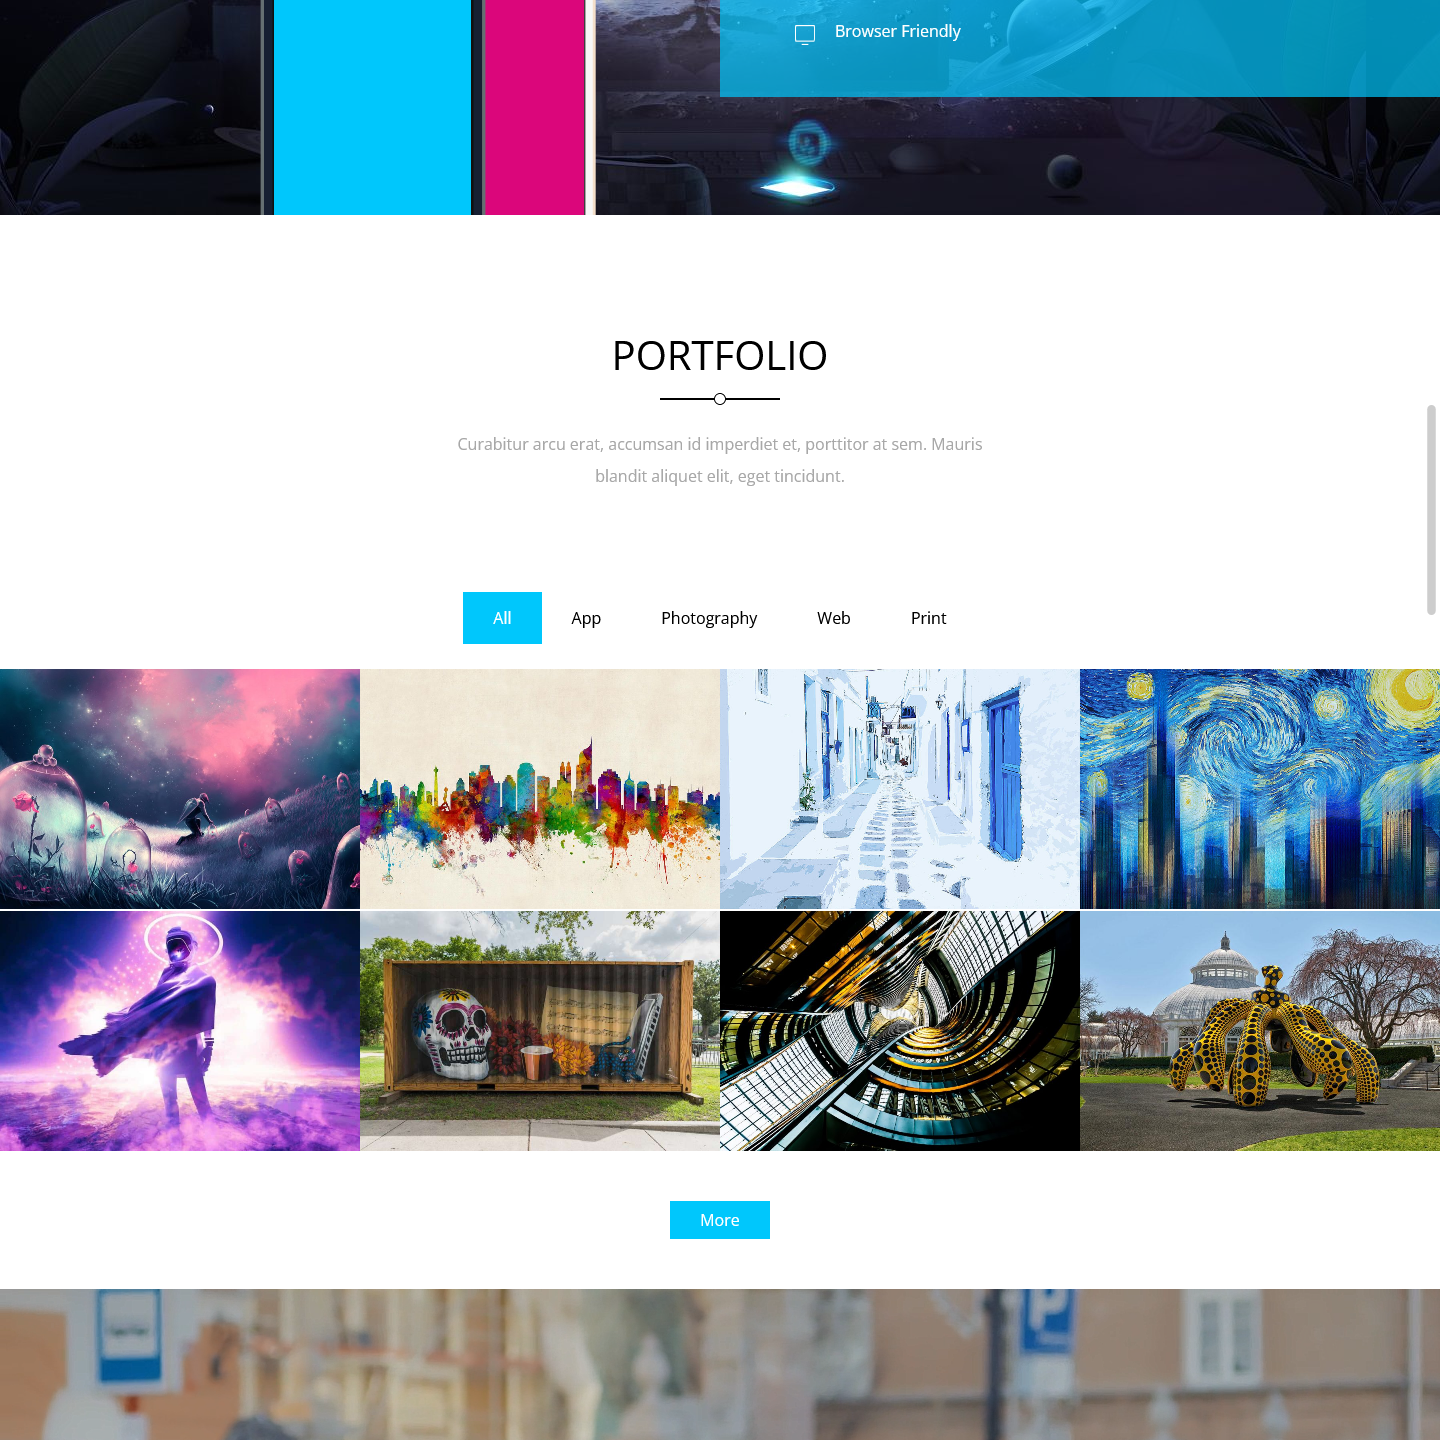 Browser Friendly
PORTFOLIO
Curabitur arcu erat, accumsan id imperdiet et, porttitor at sem. Mauris
blandit aliquet elit, eget tincidunt.
All
App
Photography
Web
Print
More
P